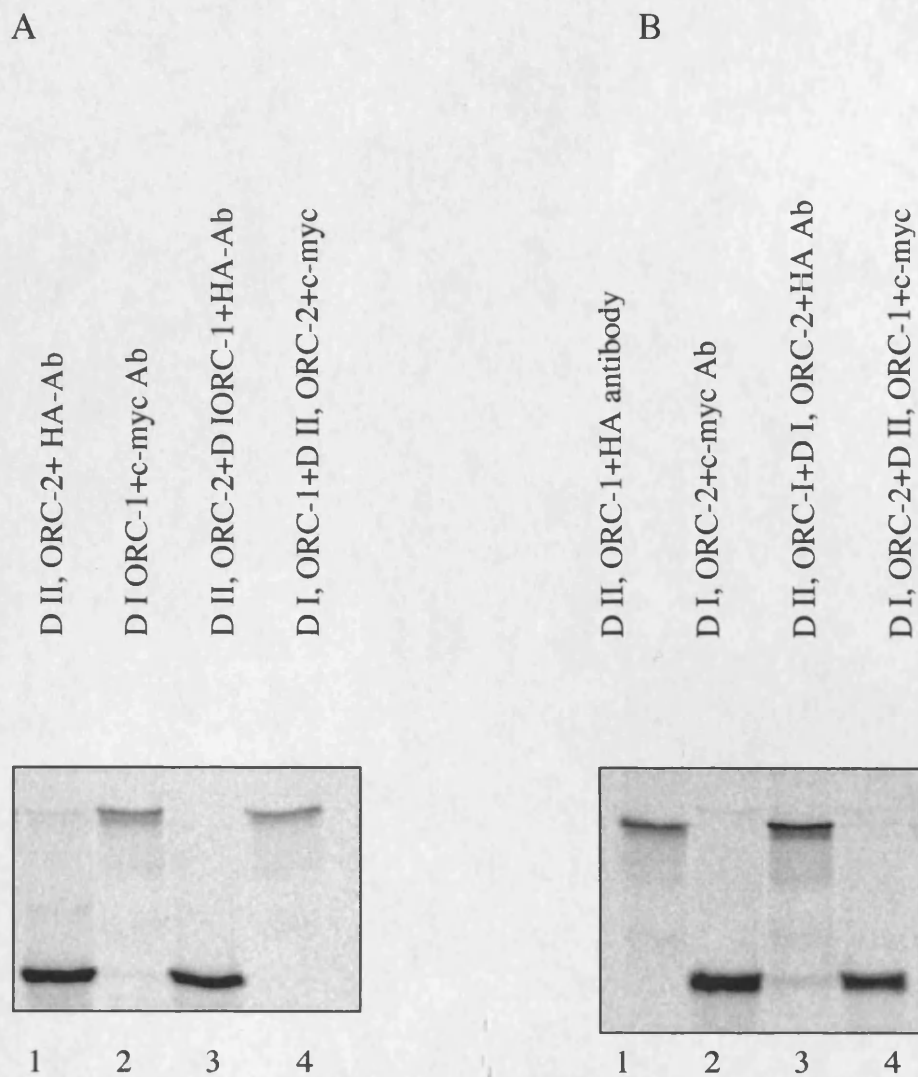 A
D II, ORC-2+ HA-Ab
D I ORC-1+c-myc Ab
D II, ORC-2+D IORC-1+HA-Ab
D I, ORC-1+D II, ORC-2+c-myc
1 2 3 4
B
D II, ORC-1+HA antibody
D I, ORC-2+c-myc Ab
D II, ORC-I+D I, ORC-2+HA Ab
D I, ORC-2+D II, ORC-1+c-myc
1 2 3 4